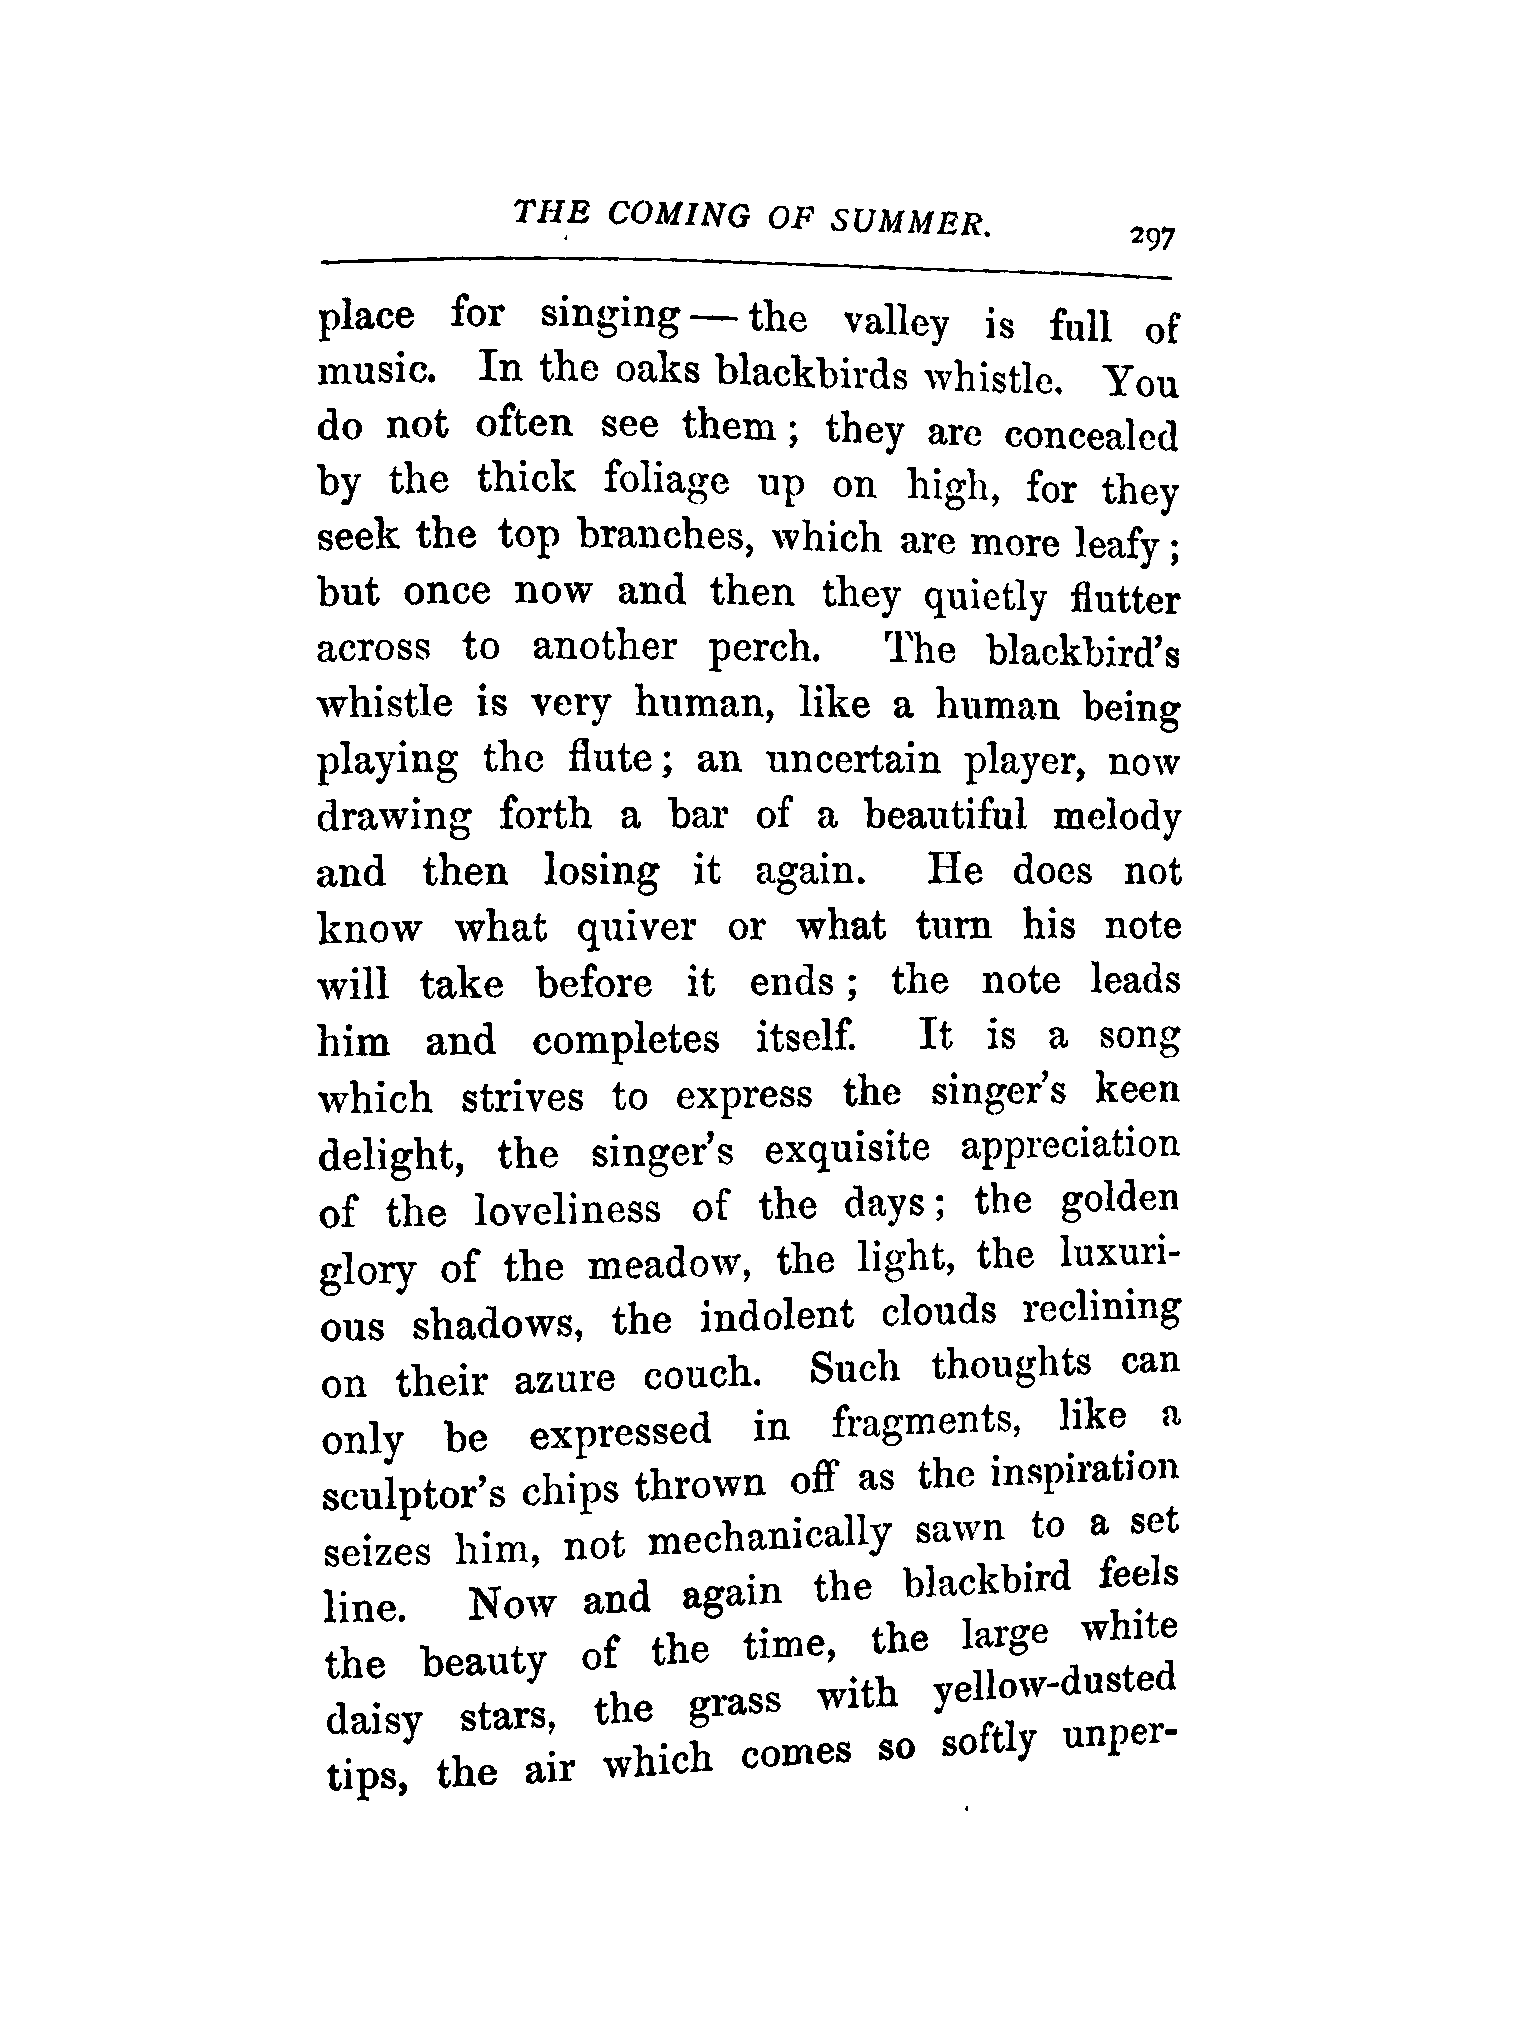 THE COMING OF SUMMER. 297
place for singing — the valley is full of
music. In the oaks blackbirds whistle. You
do not often see them; they are concealed
by the thick foliage up on high, for they
seek the top branches, which are more leafy;
but once now and then they quietly flutter
across to another perch. The blackbird's
whistle is very human, like a human being
playing the flute; an uncertain player, now
drawing forth a bar of a beautiful melody
and then losing it again. He does not
know what quiver or what turn his note
will take before it ends; the note leads
him and completes itself. It is a song
which strives to express the singer's keen
delight, the singer's exquisite appreciation
of the loveliness of the days; the golden
glory of the meadow, the light, the luxuri-
ous shadows, the indolent clouds reclining
on their azure couch. Such thoughts can
only be expressed in fragments, like a
sculptor's chips thrown off as the inspiration
seizes him, not mechanically sawn to a set
line. Now and again the blackbird feels
the beauty of the time, the large white
daisy stars, the grass with yellow-dusted
tips, the air which comes so softly unper-